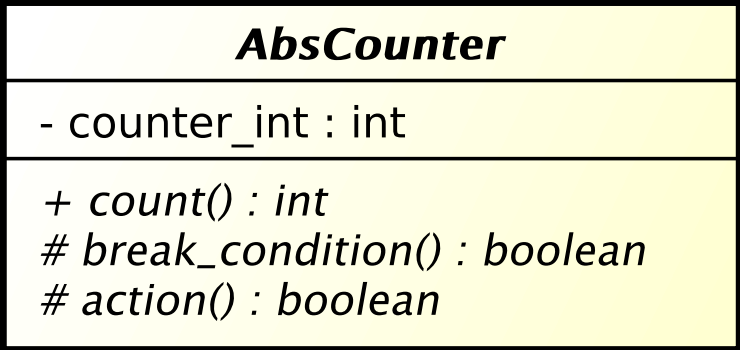 AbsCounter
- counter_int : int
+ count() : int
# break_condition() : boolean
# action() : boolean